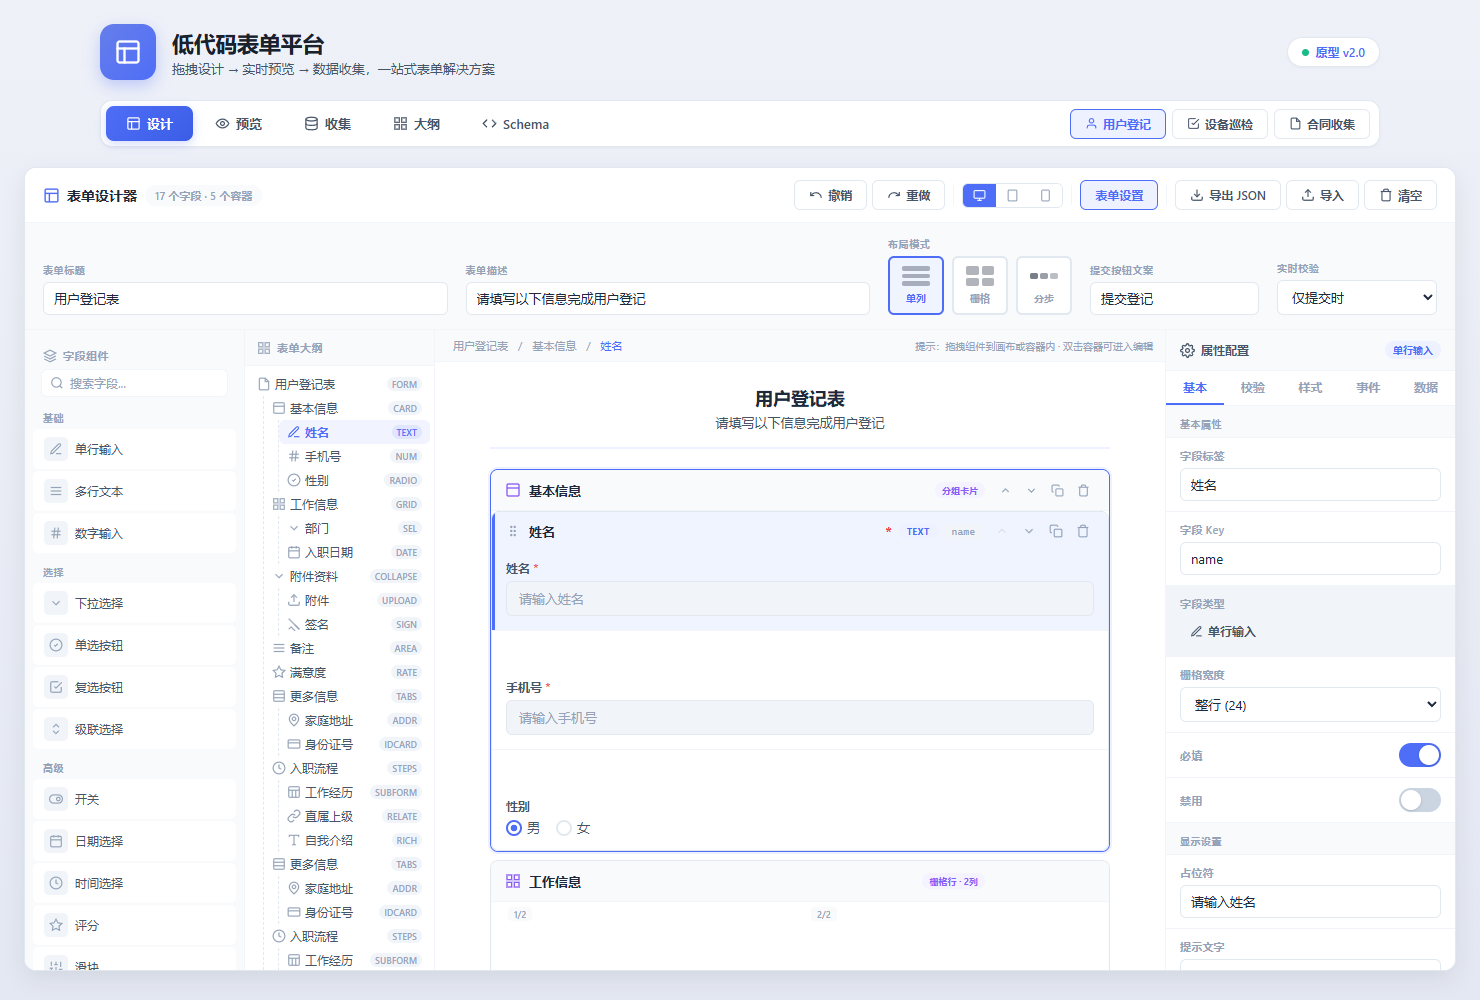 低代码表单平台
拖拽设计 → 实时预览 → 数据收集，一站式表单解决方案
原型 v2.0
设计
预览
收集
大纲
Schema
用户登记
设备巡检
合同收集
表单设计器
17 个字段 · 5 个容器
撤销
重做
表单设置
导出 JSON
导入
清空
表单标题
用户登记表
表单描述
请填写以下信息完成用户登记
布局模式
单列
栅格
分步
提交按钮文案
提交登记
实时校验
仅提交时
字段组件
搜索字段...
基础
单行输入
多行文本
数字输入
选择
下拉选择
单选按钮
复选按钮
级联选择
高级
开关
日期选择
时间选择
评分
滑块
表单大纲
用户登记表 FORM
基本信息 CARD
姓名 TEXT
手机号 NUM
性别 RADIO
工作信息 GRID
部门 SEL
入职日期 DATE
附件资料 COLLAPSE
附件 UPLOAD
签名 SIGN
备注 AREA
满意度 RATE
更多信息 TABS
家庭地址 ADDR
身份证号 IDCARD
入职流程 STEPS
工作经历 SUBFORM
直属上级 RELATE
自我介绍 RICH
更多信息 TABS
家庭地址 ADDR
身份证号 IDCARD
入职流程 STEPS
工作经历 SUBFORM
用户登记表 / 基本信息 / 姓名
提示：拖拽组件到画布或容器内 · 双击容器可进入编辑
用户登记表
请填写以下信息完成用户登记
基本信息
分组卡片
姓名
* TEXT name
姓名 *
请输入姓名
手机号 *
请输入手机号
性别
男
女
工作信息
栅格行 · 2列
1/2
2/2
属性配置
单行输入
基本
校验
样式
事件
数据
基本属性
字段标签
姓名
字段 Key
name
字段类型
单行输入
栅格宽度
整行 (24)
必填
禁用
显示设置
占位符
请输入姓名
提示文字